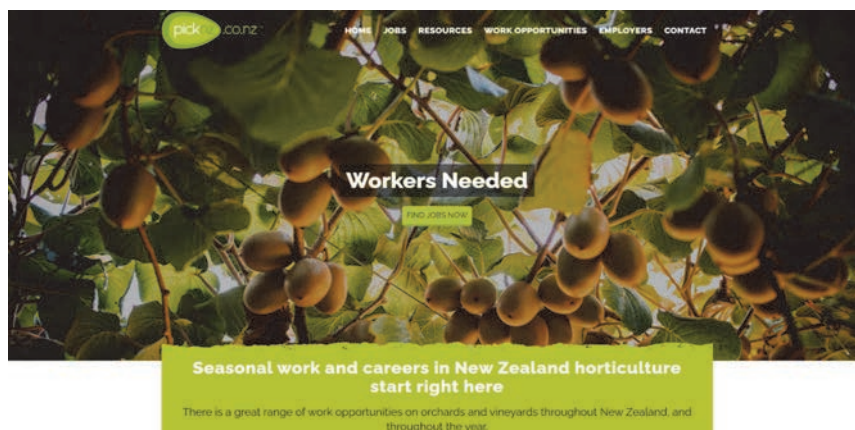 pick .co.nz
HOME JOBS RESOURCES WORK OPPORTUNITIES EMPLOYERS CONTACT
Workers Needed
FIND JOBS NOW
Seasonal work and careers in New Zealand horticulture
start right here
There is a great range of work opportunities on orchards and vineyards throughout New Zealand, and
throughout the year.